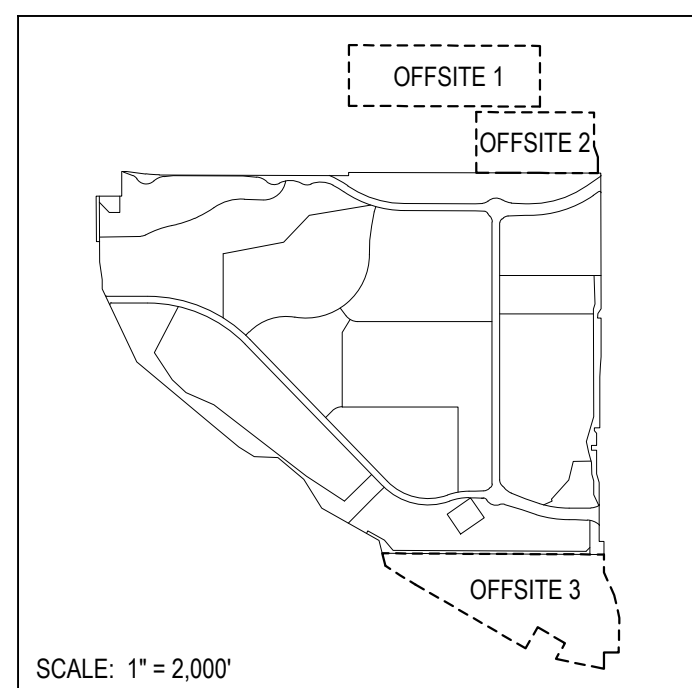 OFFSITE 1
OFFSITE 2
OFFSITE 3
SCALE: 1" = 2,000'